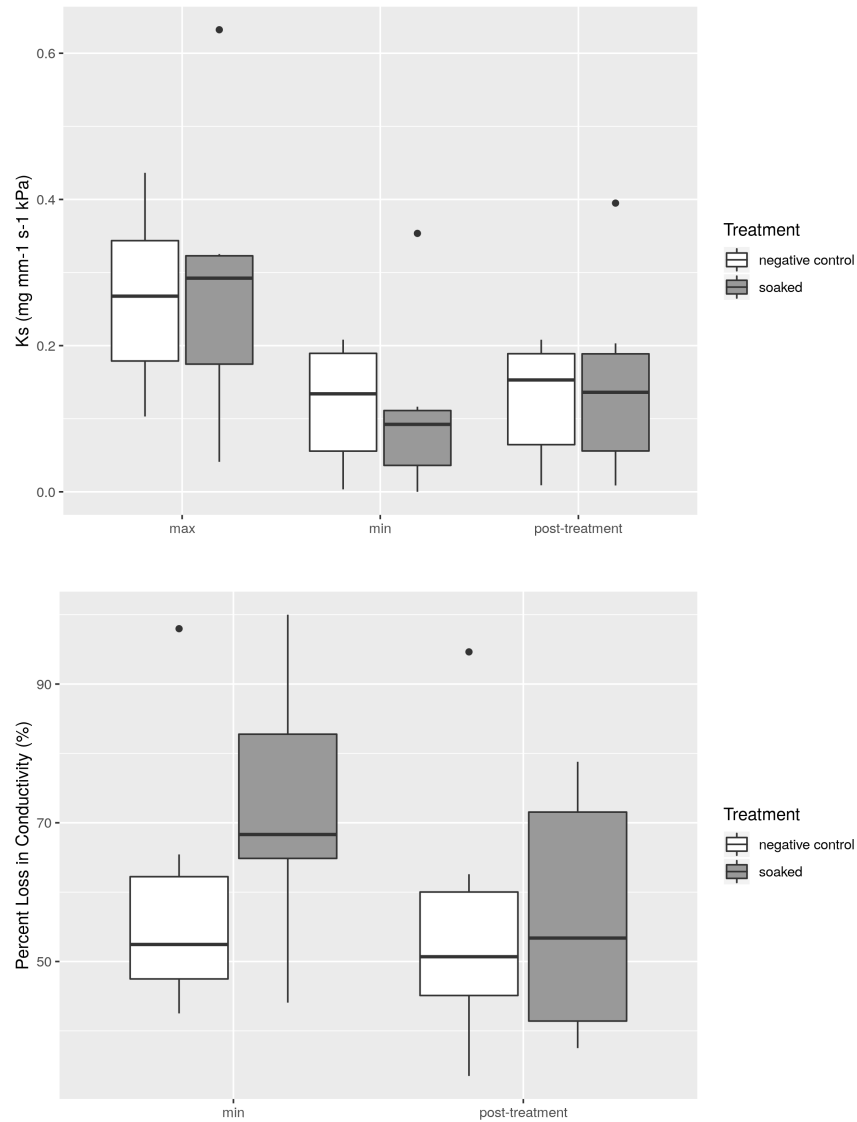 0.6
0.4
0.2
0.0
Ks (mg mm-1 s-1 kPa)
max
min
post-treatment
Treatment
negative control
soaked
90
70
50
Percent Loss in Conductivity (%)
min
post-treatment
Treatment
negative control
soaked